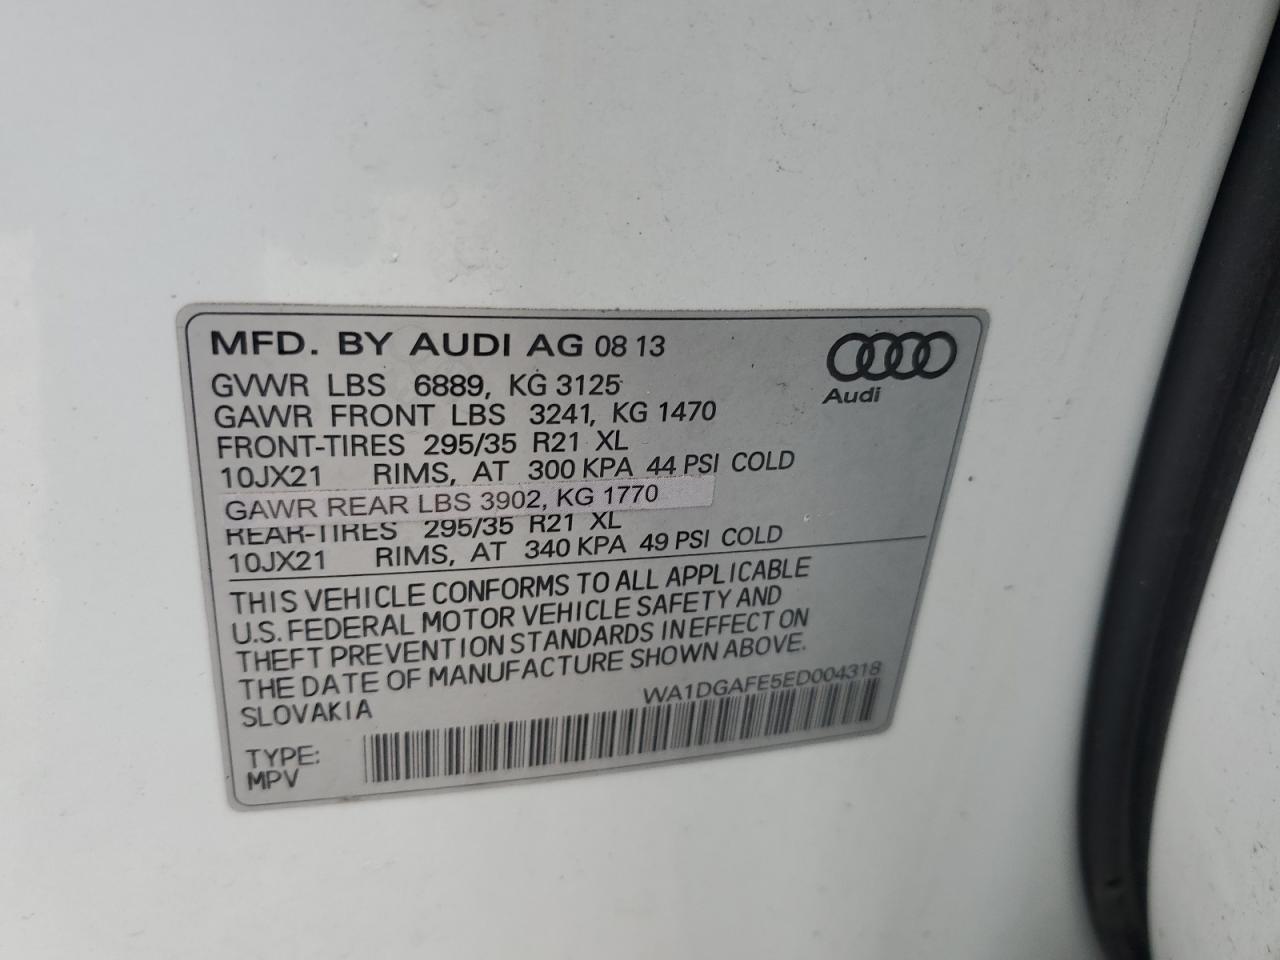 MFD. BY AUDI AG 08 13
Audi
GVWR LBS 6889, KG 3125
GAWR FRONT LBS 3241, KG 1470
FRONT-TIRES 295/35 R21 XL
10JX21 RIMS, AT 300 KPA 44 PSI COLD
GAWR REAR LBS 3902, KG 1770
REAR-TIRES 295/35 R21 XL
10JX21 RIMS, AT 340 KPA 49 PSI COLD
THIS VEHICLE CONFORMS TO ALL APPLICABLE
U.S. FEDERAL MOTOR VEHICLE SAFETY AND
THEFT PREVENTION STANDARDS IN EFFECT ON
THE DATE OF MANUFACTURE SHOWN ABOVE.
SLOVAKIA WA1DGAFE5ED004318
TYPE:
MPV